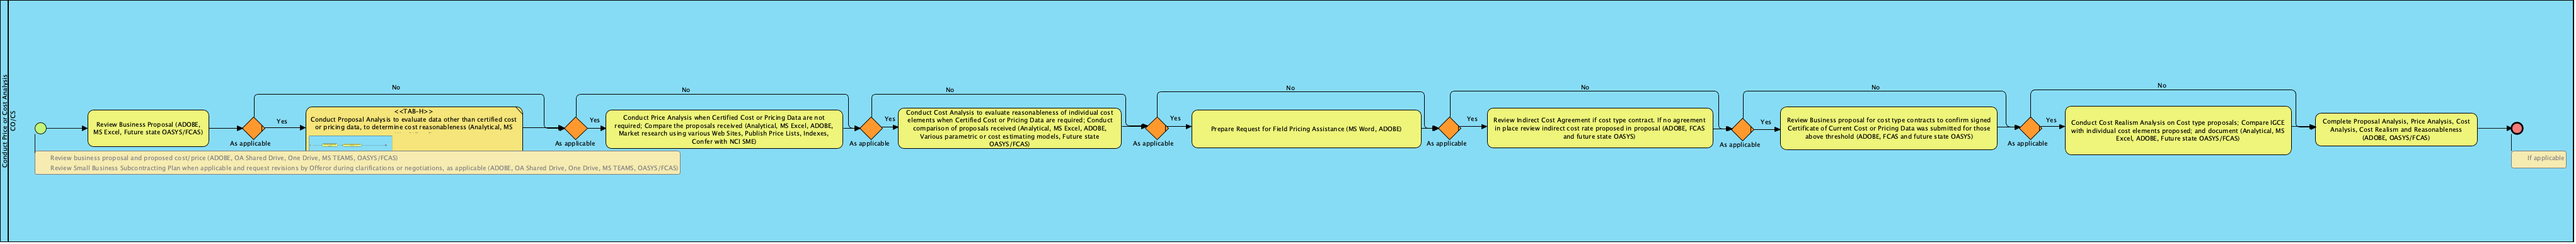 Conduct Price or Cost Analysis
CO/CS
Review Business Proposal (ADOBE,
MS Excel, Future state OASYS/FCAS)
As applicable
Yes
No
<<TAB-H>>
Conduct Proposal Analysis to evaluate data other than certified cost
or pricing data, to determine cost reasonableness (Analytical, MS
As applicable
Yes
No
Conduct Price Analysis when Certified Cost or Pricing Data are not
required; Compare the proposals received (Analytical, MS Excel, ADOBE,
Market research using various Web Sites, Publish Price Lists, Indexes,
Confer with NCI SME)
As applicable
Yes
No
Conduct Cost Analysis to evaluate reasonableness of individual cost
elements when Certified Cost or Pricing Data are required; Conduct
comparison of proposals received (Analytical, MS Excel, ADOBE,
Various parametric or cost estimating models, Future state
OASYS/FCAS)
As applicable
Yes
No
Prepare Request for Field Pricing Assistance (MS Word, ADOBE)
As applicable
Yes
No
Review Indirect Cost Agreement if cost type contract. If no agreement
in place review indirect cost rate proposed in proposal (ADOBE, FCAS
and future state OASYS)
As applicable
Yes
No
Review Business proposal for cost type contracts to confirm signed
Certificate of Current Cost or Pricing Data was submitted for those
above threshold (ADOBE, FCAS and future state OASYS)
As applicable
Yes
No
Conduct Cost Realism Analysis on Cost type proposals; Compare IGCE
with individual cost elements proposed; and document (Analytical, MS
Excel, ADOBE, Future state OASYS/FCAS)
Complete Proposal Analysis, Price Analysis, Cost
Analysis, Cost Realism and Reasonableness
(ADOBE, OASYS/FCAS)
If applicable
Review business proposal and proposed cost/price (ADOBE, OA Shared Drive, One Drive, MS TEAMS, OASYS/FCAS)
Review Small Business Subcontracting Plan when applicable and request revisions by Offeror during clarifications or negotiations, as applicable (ADOBE, OA Shared Drive, One Drive, MS TEAMS, OASYS/FCAS)